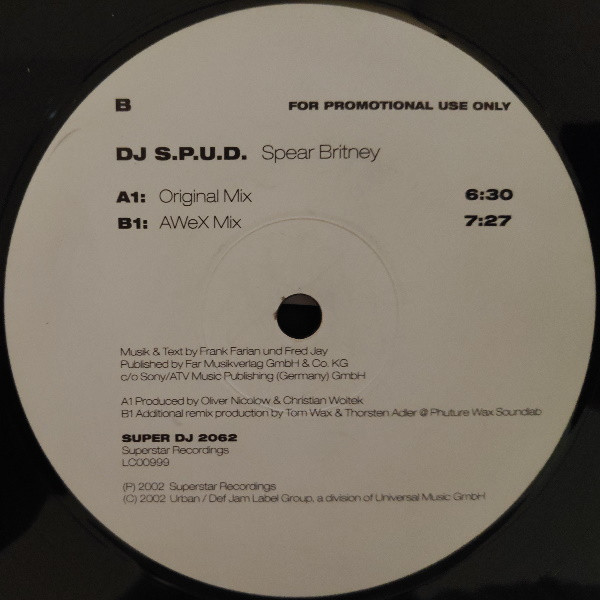 B FOR PROMOTIONAL USE ONLY
DJ S.P.U.D. Spear Britney
A1: Original Mix 6:30
B1: AWeX Mix 7:27
Musik & Text by Frank Farian und Fred Jay
Published by Far Musikverlag GmbH & Co. KG
c/o Sony/ATV Music Publishing (Germany) GmbH
A1 Produced by Oliver Nicolow & Christian Woitek
B1 Additional remix production by Tom Wax & Thorsten Adler @ Phuture Wax Soundlab
SUPER DJ 2062
Superstar Recordings
LC00999
(P) 2002 Superstar Recordings
(C) 2002 Urban / Def Jam Label Group, a division of Universal Music GmbH